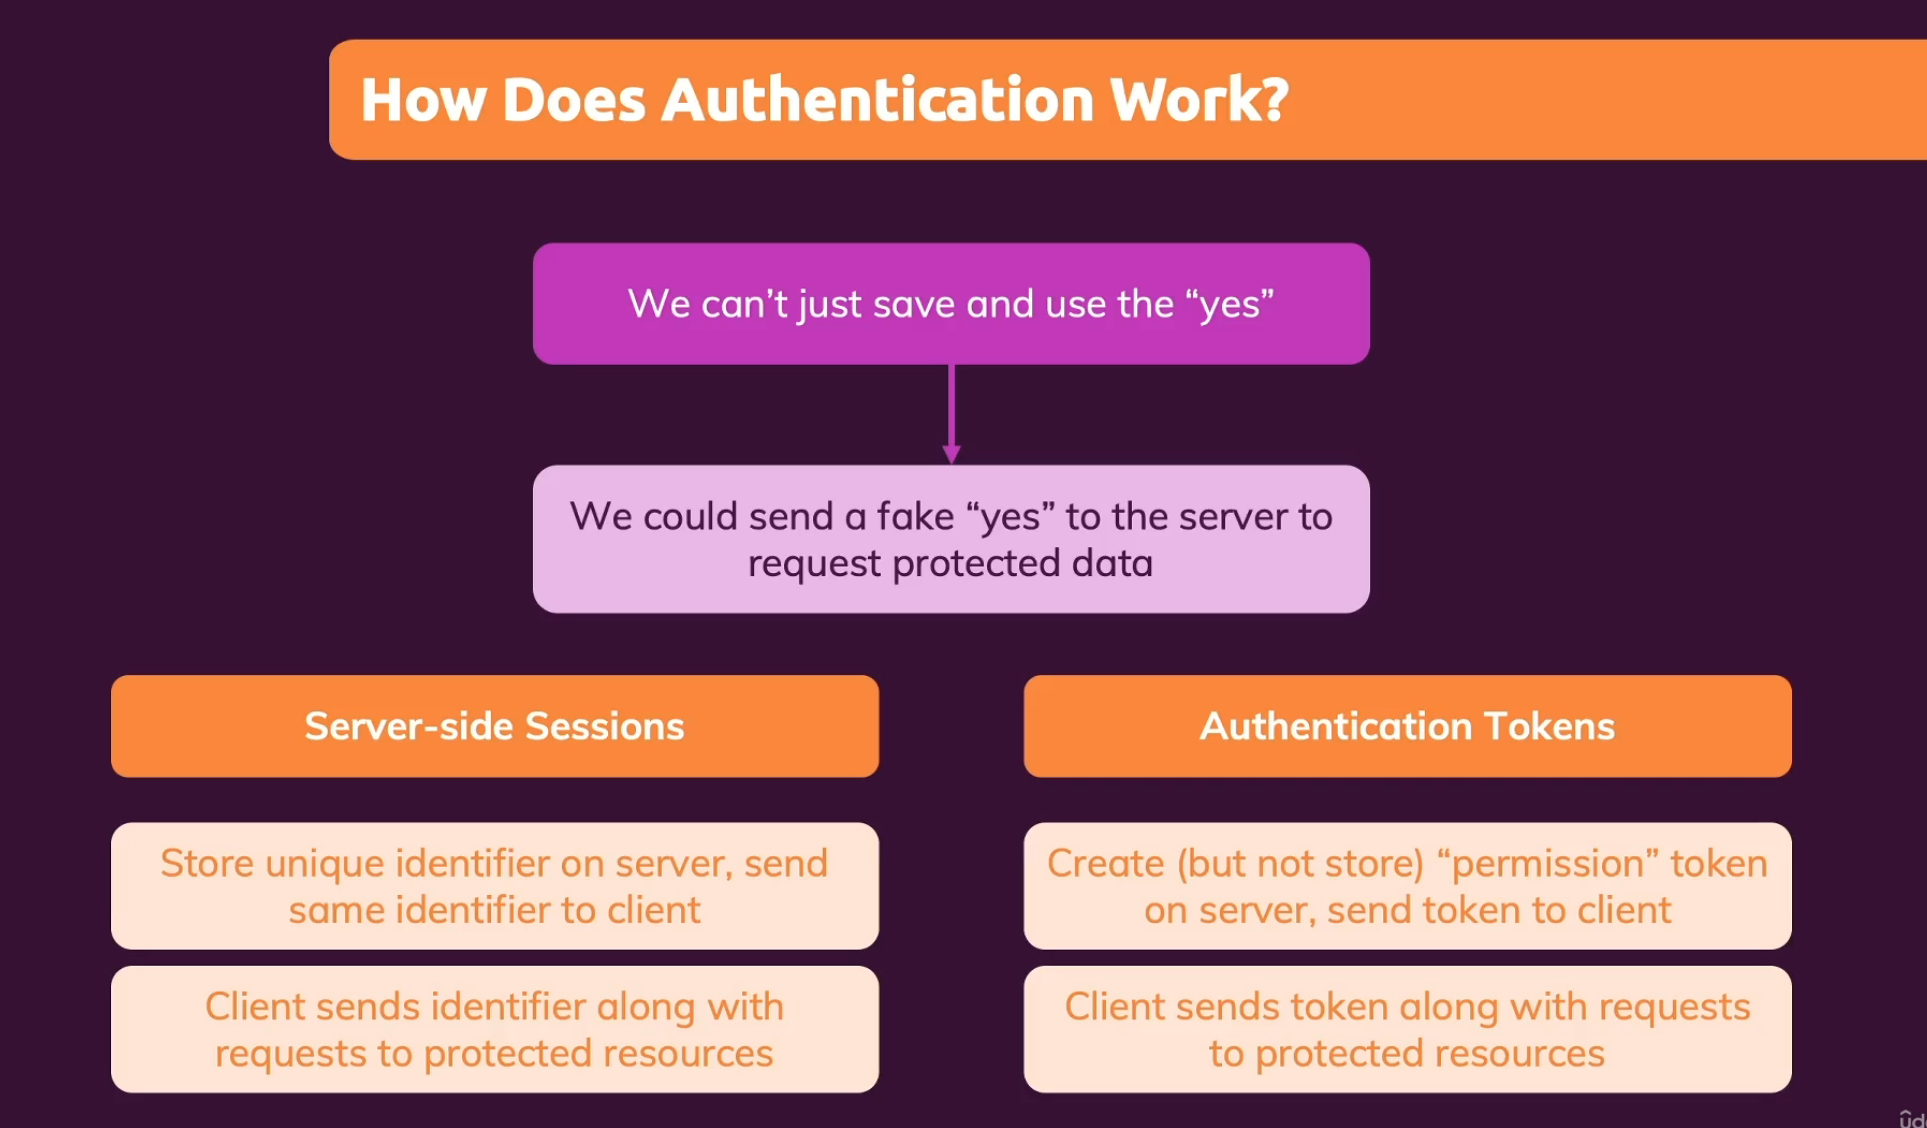 How Does Authentication Work?
We can’t just save and use the “yes”
We could send a fake “yes” to the server to
request protected data
Server-side Sessions
Authentication Tokens
Store unique identifier on server, send
same identifier to client
Create (but not store) “permission” token
on server, send token to client
Client sends identifier along with
requests to protected resources
Client sends token along with requests
to protected resources